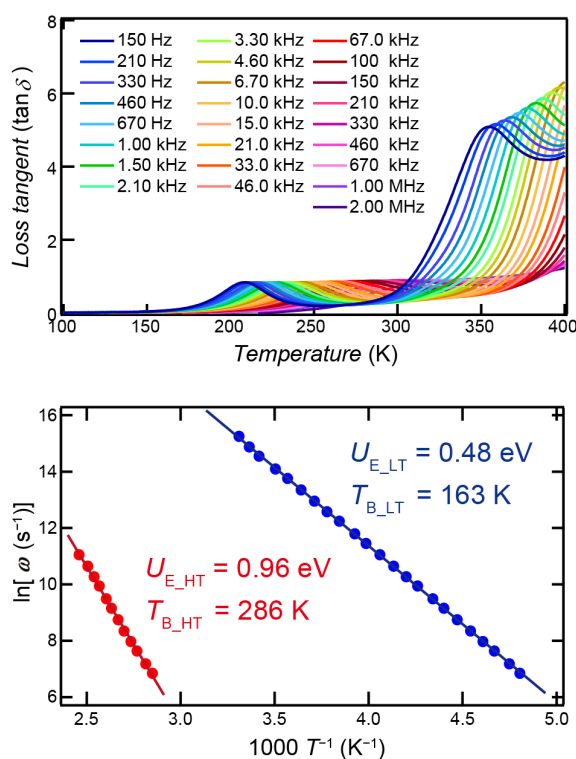 8
6
4
2
0
Loss tangent (tan δ)
150 Hz 3.30 kHz 67.0 kHz
210 Hz 4.60 kHz 100 kHz
330 Hz 6.70 kHz 150 kHz
460 Hz 10.0 kHz 210 kHz
670 Hz 15.0 kHz 330 kHz
1.00 kHz 21.0 kHz 460 kHz
1.50 kHz 33.0 kHz 670 kHz
2.10 kHz 46.0 kHz 1.00 MHz
2.00 MHz
100 150 200 250 300 350 400
Temperature (K)
16
14
12
10
8
6
ln[ ω (s⁻¹)]
U_E_LT = 0.48 eV
T_B_LT = 163 K
U_E_HT = 0.96 eV
T_B_HT = 286 K
2.5 3.0 3.5 4.0 4.5 5.0
1000 T⁻¹ (K⁻¹)